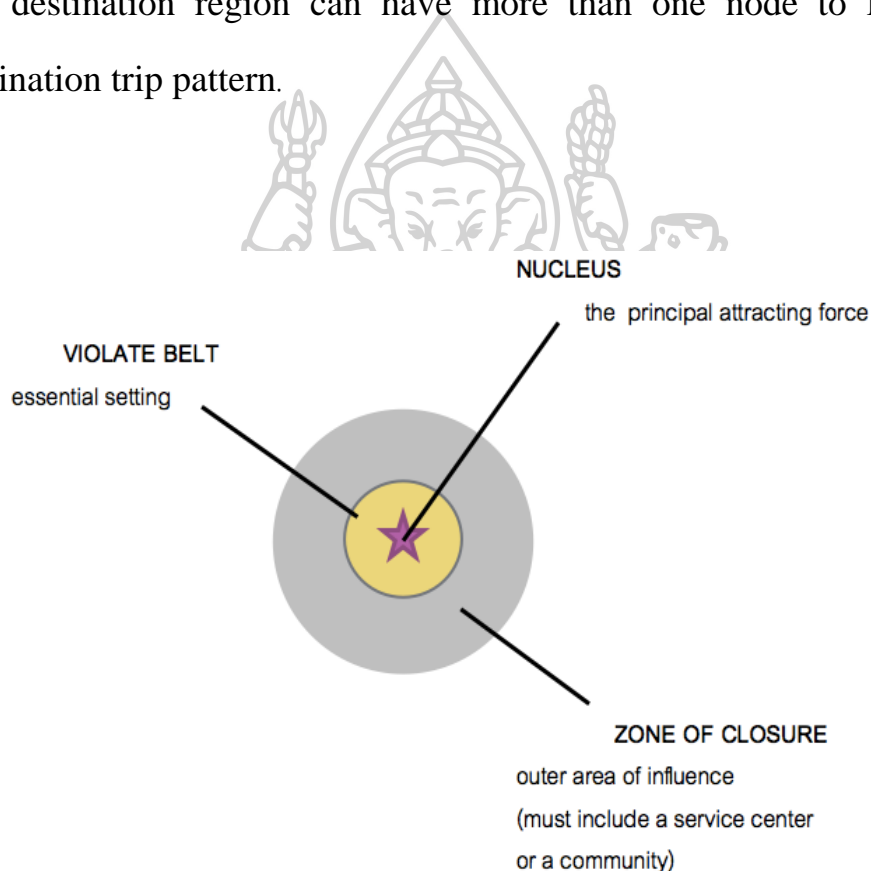 destination region can have more than one node to
ination trip pattern.
NUCLEUS
the principal attracting force
VIOLATE BELT
essential setting
ZONE OF CLOSURE
outer area of influence
(must include a service center
or a community)